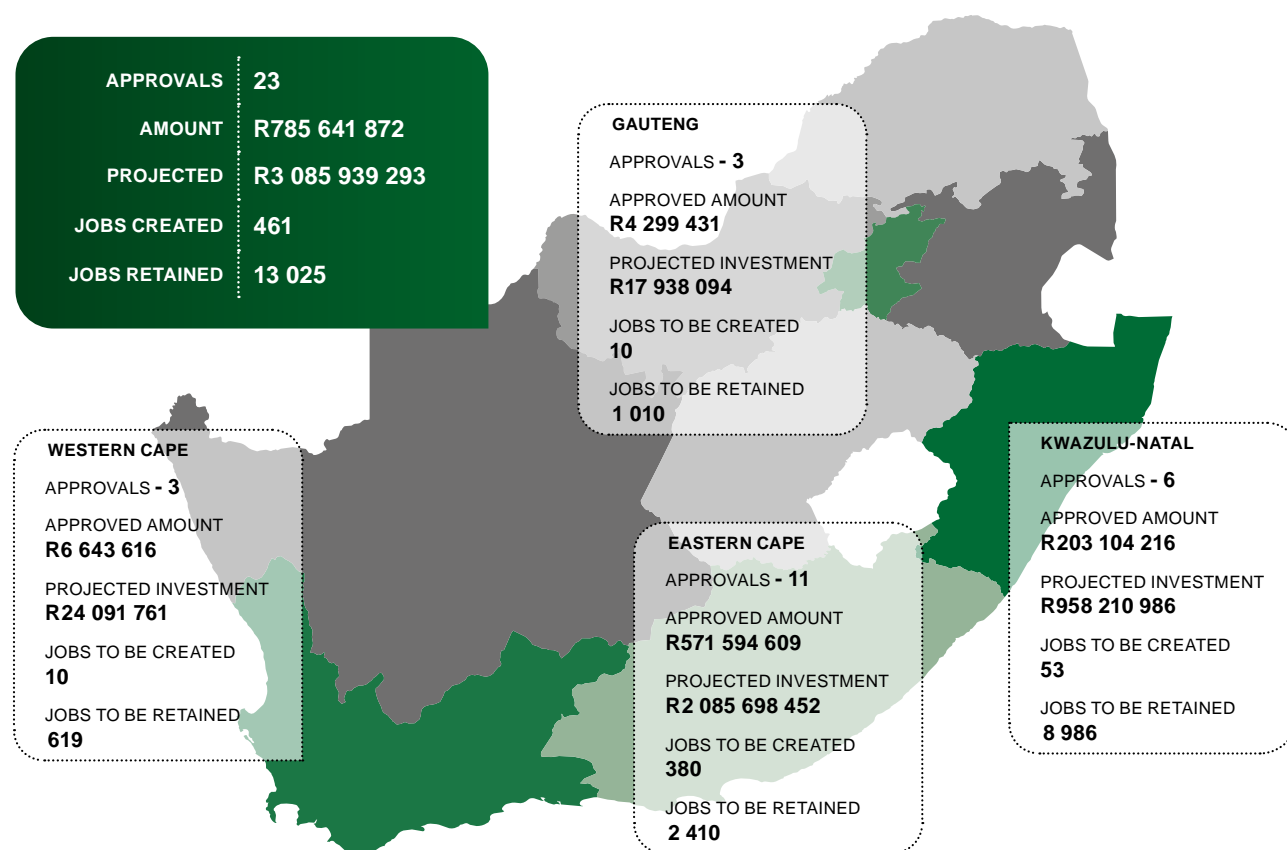 APPROVALS 23
AMOUNT R785 641 872
PROJECTED R3 085 939 293
JOBS CREATED 461
JOBS RETAINED 13 025
GAUTENG
APPROVALS - 3
APPROVED AMOUNT
R4 299 431
PROJECTED INVESTMENT
R17 938 094
JOBS TO BE CREATED
10
JOBS TO BE RETAINED
1 010
WESTERN CAPE
APPROVALS - 3
APPROVED AMOUNT
R6 643 616
PROJECTED INVESTMENT
R24 091 761
JOBS TO BE CREATED
10
JOBS TO BE RETAINED
619
EASTERN CAPE
APPROVALS - 11
APPROVED AMOUNT
R571 594 609
PROJECTED INVESTMENT
R2 085 698 452
JOBS TO BE CREATED
380
JOBS TO BE RETAINED
2 410
KWAZULU-NATAL
APPROVALS - 6
APPROVED AMOUNT
R203 104 216
PROJECTED INVESTMENT
R958 210 986
JOBS TO BE CREATED
53
JOBS TO BE RETAINED
8 986